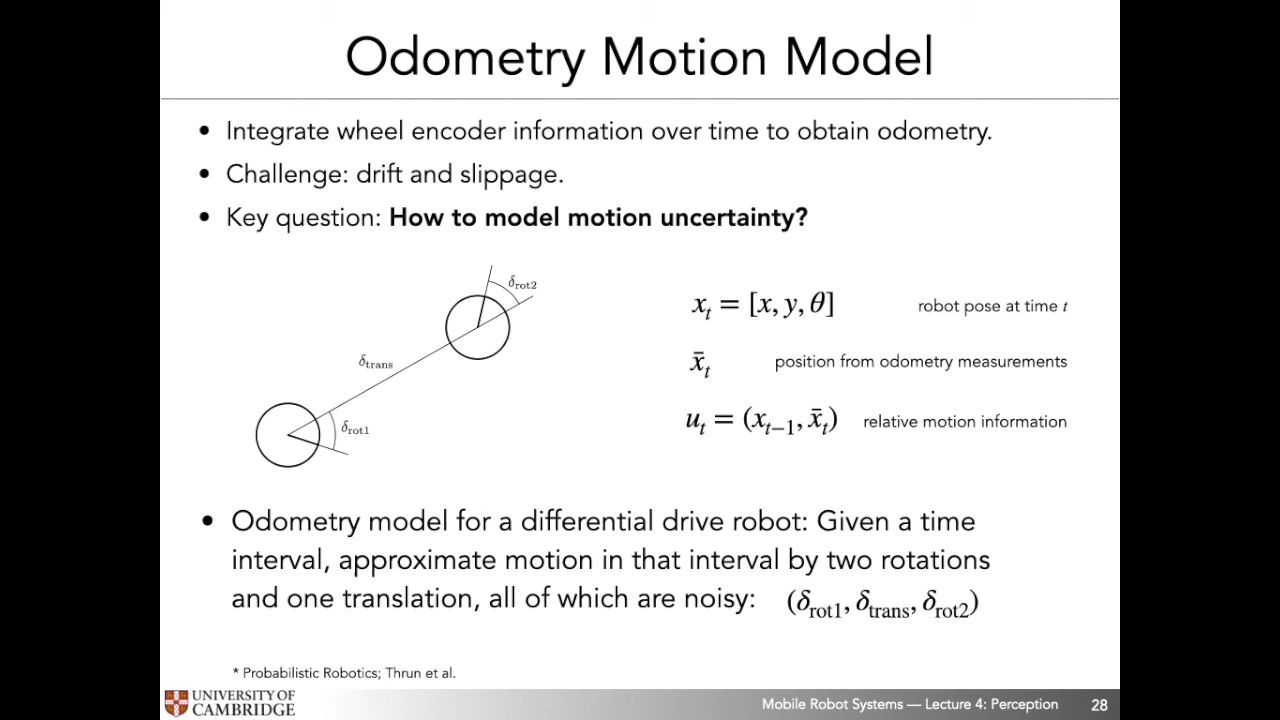 Odometry Motion Model
• Integrate wheel encoder information over time to obtain odometry.
• Challenge: drift and slippage.
• Key question: How to model motion uncertainty?
δrot2
δtrans
δrot1
xₜ = [x, y, θ] robot pose at time t
x̄ₜ position from odometry measurements
uₜ = (xₜ₋₁, x̄ₜ) relative motion information
• Odometry model for a differential drive robot: Given a time
interval, approximate motion in that interval by two rotations
and one translation, all of which are noisy: (δrot1, δtrans, δrot2)
* Probabilistic Robotics; Thrun et al.
UNIVERSITY OF
CAMBRIDGE
Mobile Robot Systems — Lecture 4: Perception 28